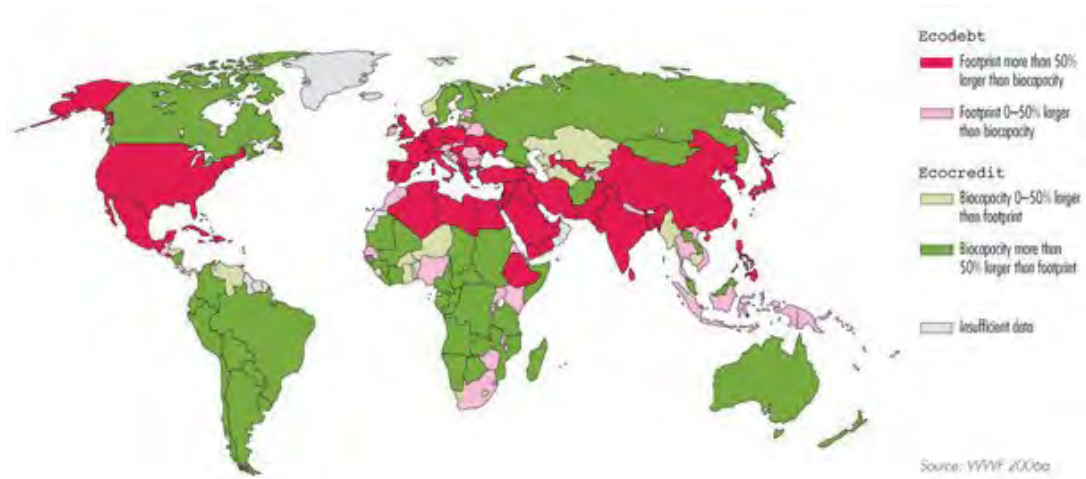 Ecodebt
Footprint more than 50%
larger than biocapacity
Footprint 0–50% larger
than biocapacity
Ecocredit
Biocapacity 0–50% larger
then footprint
Biocapacity more than
50% larger than footprint
Insufficient data
Source: WWF 2006a